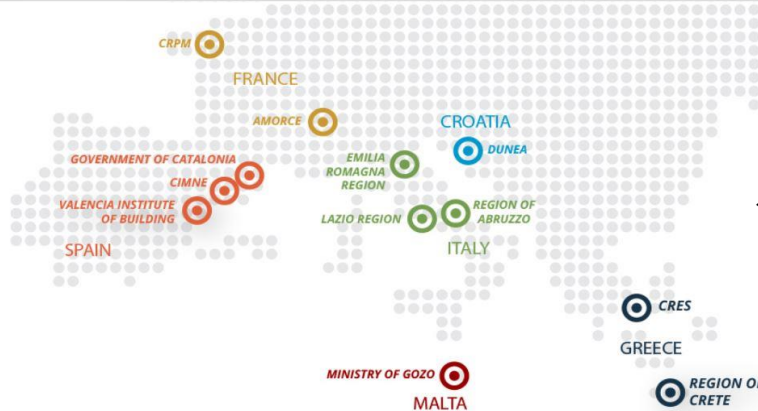 CRPM
FRANCE
AMORCE
CROATIA
DUNEA
GOVERNMENT OF CATALONIA
EMILIA
ROMAGNA
REGION
CIMNE
VALENCIA INSTITUTE
OF BUILDING
LAZIO REGION
REGION OF
ABRUZZO
SPAIN
ITALY
CRES
GREECE
MINISTRY OF GOZO
MALTA
REGION O
CRETE